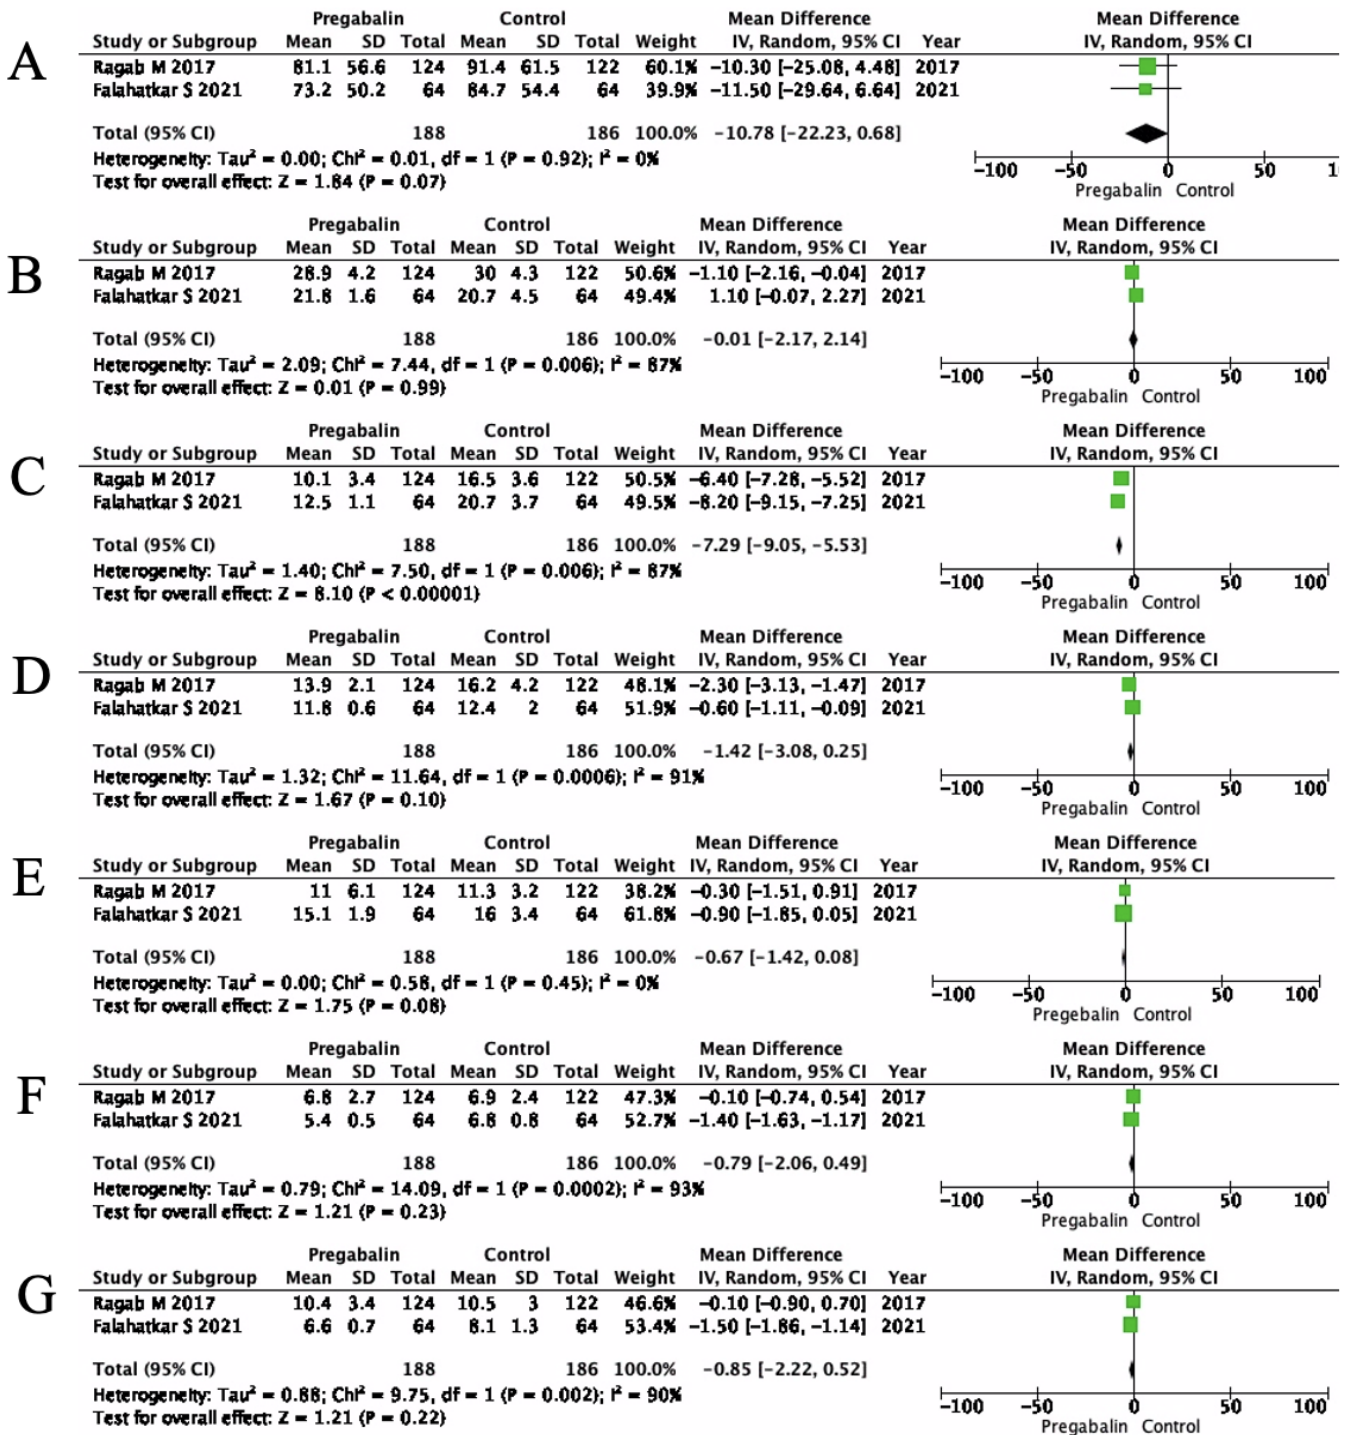 A
Pregabalin Control Mean Difference Mean Difference
Study or Subgroup Mean SD Total Mean SD Total Weight IV, Random, 95% CI Year IV, Random, 95% CI
Ragab M 2017 81.1 56.6 124 91.4 61.5 122 60.1% −10.30 [−25.08, 4.48] 2017
Falahatkar S 2021 73.2 50.2 64 84.7 54.4 64 39.9% −11.50 [−29.64, 6.64] 2021
Total (95% CI) 188 186 100.0% −10.78 [−22.23, 0.68]
Heterogeneity: Tau² = 0.00; Chi² = 0.01, df = 1 (P = 0.92); I² = 0%
Test for overall effect: Z = 1.84 (P = 0.07)
−100 −50 0 50 1
Pregabalin Control
B
Pregabalin Control Mean Difference Mean Difference
Study or Subgroup Mean SD Total Mean SD Total Weight IV, Random, 95% CI Year IV, Random, 95% CI
Ragab M 2017 28.9 4.2 124 30 4.3 122 50.6% −1.10 [−2.16, −0.04] 2017
Falahatkar S 2021 21.8 1.6 64 20.7 4.5 64 49.4% 1.10 [−0.07, 2.27] 2021
Total (95% CI) 188 186 100.0% −0.01 [−2.17, 2.14]
Heterogeneity: Tau² = 2.09; Chi² = 7.44, df = 1 (P = 0.006); I² = 87%
Test for overall effect: Z = 0.01 (P = 0.99)
−100 −50 0 50 100
Pregabalin Control
C
Pregabalin Control Mean Difference Mean Difference
Study or Subgroup Mean SD Total Mean SD Total Weight IV, Random, 95% CI Year IV, Random, 95% CI
Ragab M 2017 10.1 3.4 124 16.5 3.6 122 50.5% −6.40 [−7.28, −5.52] 2017
Falahatkar S 2021 12.5 1.1 64 20.7 3.7 64 49.5% −8.20 [−9.15, −7.25] 2021
Total (95% CI) 188 186 100.0% −7.29 [−9.05, −5.53]
Heterogeneity: Tau² = 1.40; Chi² = 7.50, df = 1 (P = 0.006); I² = 87%
Test for overall effect: Z = 8.10 (P < 0.00001)
−100 −50 0 50 100
Pregabalin Control
D
Pregabalin Control Mean Difference Mean Difference
Study or Subgroup Mean SD Total Mean SD Total Weight IV, Random, 95% CI Year IV, Random, 95% CI
Ragab M 2017 13.9 2.1 124 16.2 4.2 122 48.1% −2.30 [−3.13, −1.47] 2017
Falahatkar S 2021 11.8 0.6 64 12.4 2 64 51.9% −0.60 [−1.11, −0.09] 2021
Total (95% CI) 188 186 100.0% −1.42 [−3.08, 0.25]
Heterogeneity: Tau² = 1.32; Chi² = 11.64, df = 1 (P = 0.0006); I² = 91%
Test for overall effect: Z = 1.67 (P = 0.10)
−100 −50 0 50 100
Pregabalin Control
E
Pregabalin Control Mean Difference Mean Difference
Study or Subgroup Mean SD Total Mean SD Total Weight IV, Random, 95% CI Year IV, Random, 95% CI
Ragab M 2017 11 6.1 124 11.3 3.2 122 38.2% −0.30 [−1.51, 0.91] 2017
Falahatkar S 2021 15.1 1.9 64 16 3.4 64 61.8% −0.90 [−1.85, 0.05] 2021
Total (95% CI) 188 186 100.0% −0.67 [−1.42, 0.08]
Heterogeneity: Tau² = 0.00; Chi² = 0.58, df = 1 (P = 0.45); I² = 0%
Test for overall effect: Z = 1.75 (P = 0.08)
−100 −50 0 50 100
Pregebalin Control
F
Pregabalin Control Mean Difference Mean Difference
Study or Subgroup Mean SD Total Mean SD Total Weight IV, Random, 95% CI Year IV, Random, 95% CI
Ragab M 2017 6.8 2.7 124 6.9 2.4 122 47.3% −0.10 [−0.74, 0.54] 2017
Falahatkar S 2021 5.4 0.5 64 6.8 0.8 64 52.7% −1.40 [−1.63, −1.17] 2021
Total (95% CI) 188 186 100.0% −0.79 [−2.06, 0.49]
Heterogeneity: Tau² = 0.79; Chi² = 14.09, df = 1 (P = 0.0002); I² = 93%
Test for overall effect: Z = 1.21 (P = 0.23)
−100 −50 0 50 100
Pregabalin Control
G
Pregabalin Control Mean Difference Mean Difference
Study or Subgroup Mean SD Total Mean SD Total Weight IV, Random, 95% CI Year IV, Random, 95% CI
Ragab M 2017 10.4 3.4 124 10.5 3 122 46.6% −0.10 [−0.90, 0.70] 2017
Falahatkar S 2021 6.6 0.7 64 8.1 1.3 64 53.4% −1.50 [−1.86, −1.14] 2021
Total (95% CI) 188 186 100.0% −0.85 [−2.22, 0.52]
Heterogeneity: Tau² = 0.88; Chi² = 9.75, df = 1 (P = 0.002); I² = 90%
Test for overall effect: Z = 1.21 (P = 0.22)
−100 −50 0 50 100
Pregabalin Control